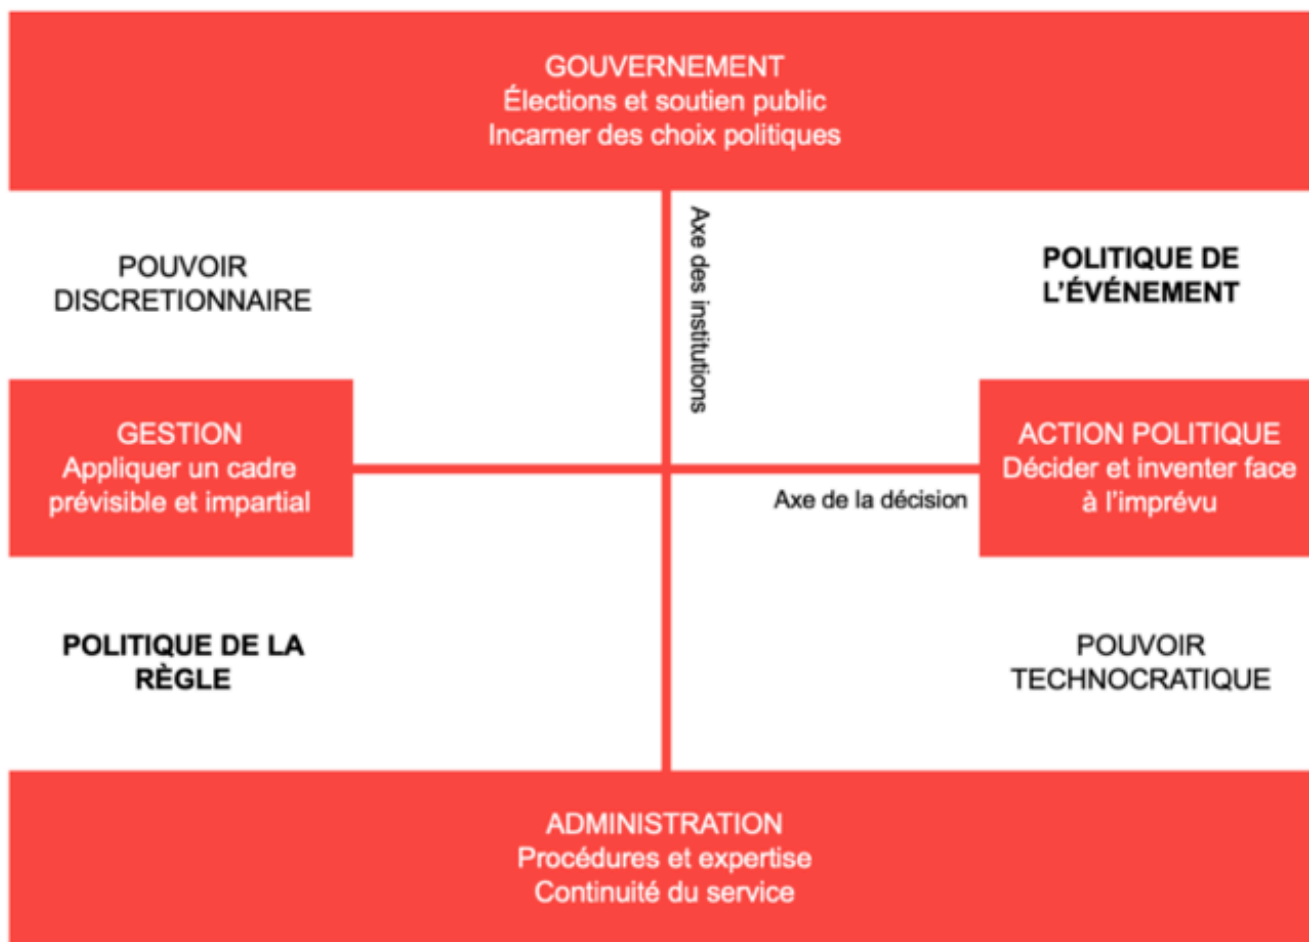 GOUVERNEMENT
Élections et soutien public
Incarner des choix politiques
Axe des institutions
POUVOIR
DISCRETIONNAIRE
POLITIQUE DE
L'ÉVÉNEMENT
GESTION
Appliquer un cadre
prévisible et impartial
ACTION POLITIQUE
Décider et inventer face
à l'imprévu
Axe de la décision
POLITIQUE DE LA
RÈGLE
POUVOIR
TECHNOCRATIQUE
ADMINISTRATION
Procédures et expertise
Continuité du service